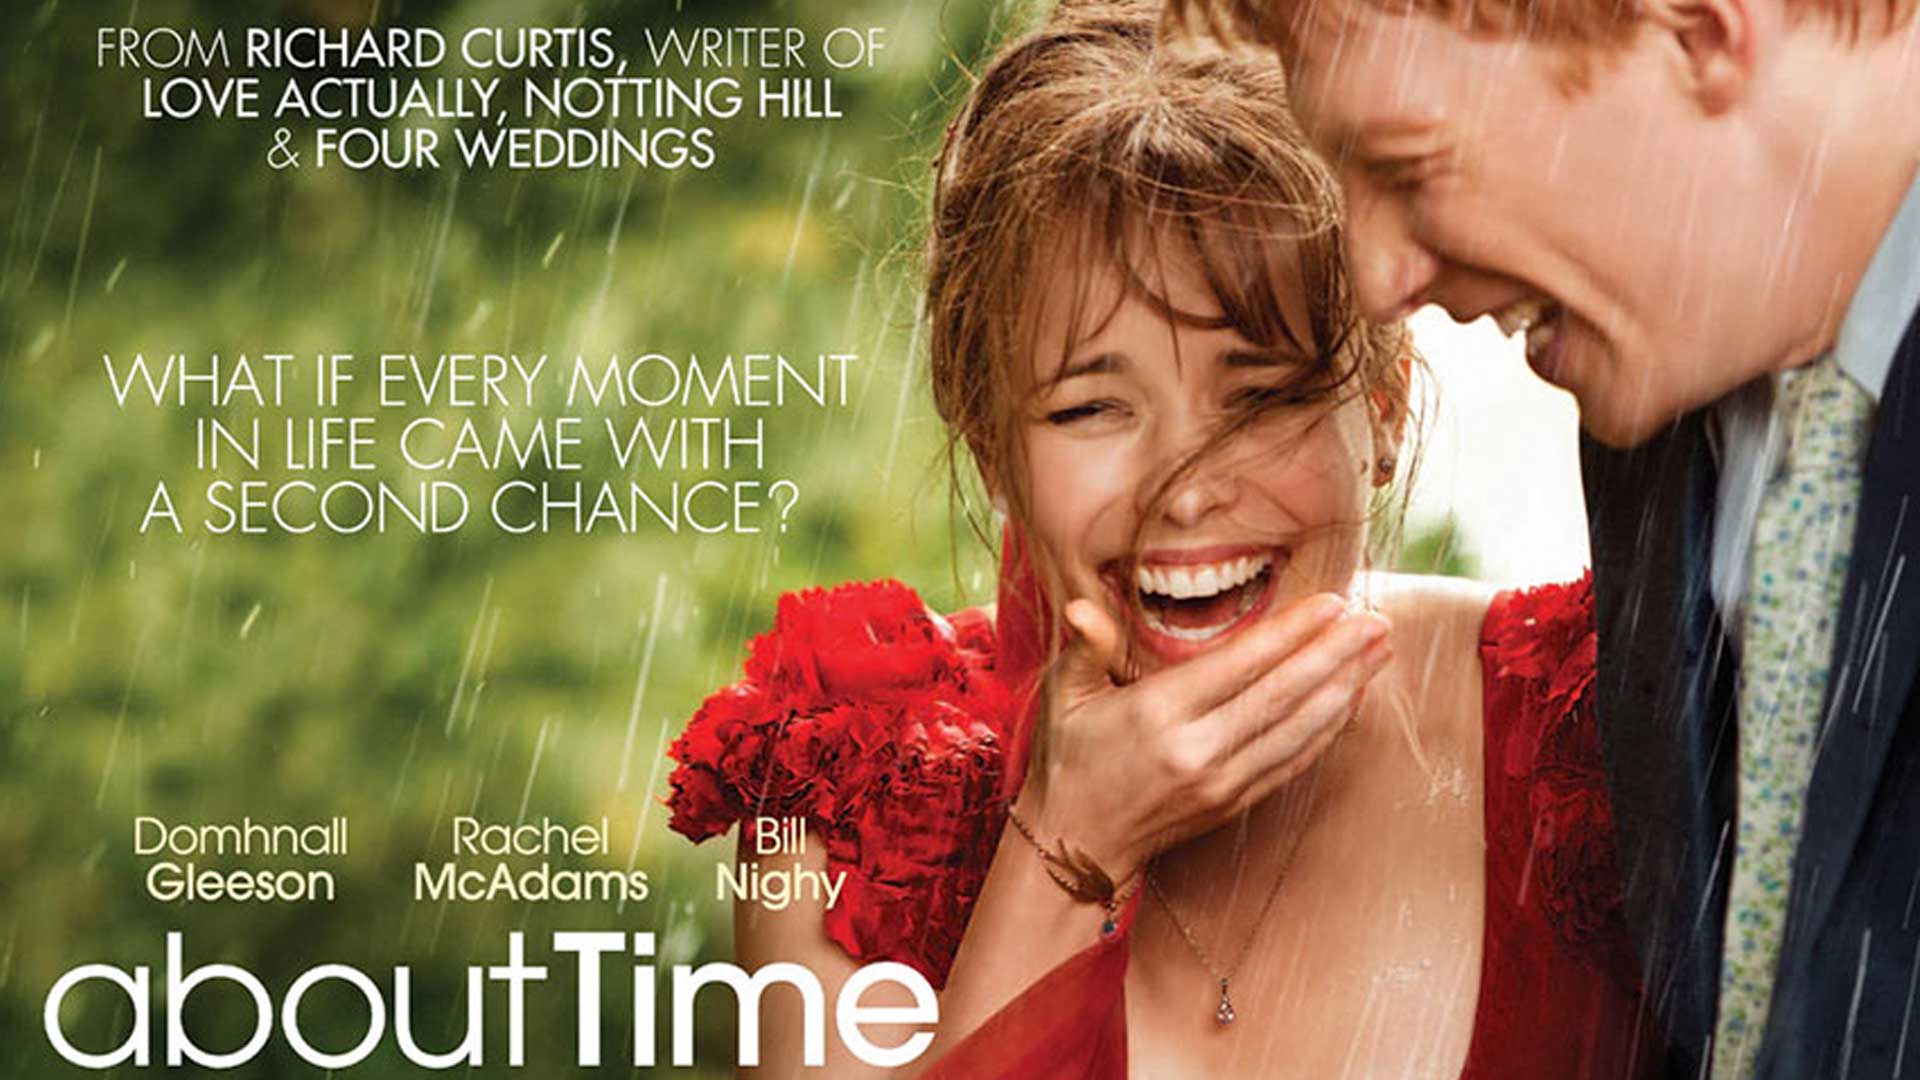 FROM RICHARD CURTIS, WRITER OF
LOVE ACTUALLY, NOTTING HILL
& FOUR WEDDINGS
WHAT IF EVERY MOMENT
IN LIFE CAME WITH
A SECOND CHANCE?
Domhnall Gleeson
Rachel McAdams
Bill Nighy
aboutTime